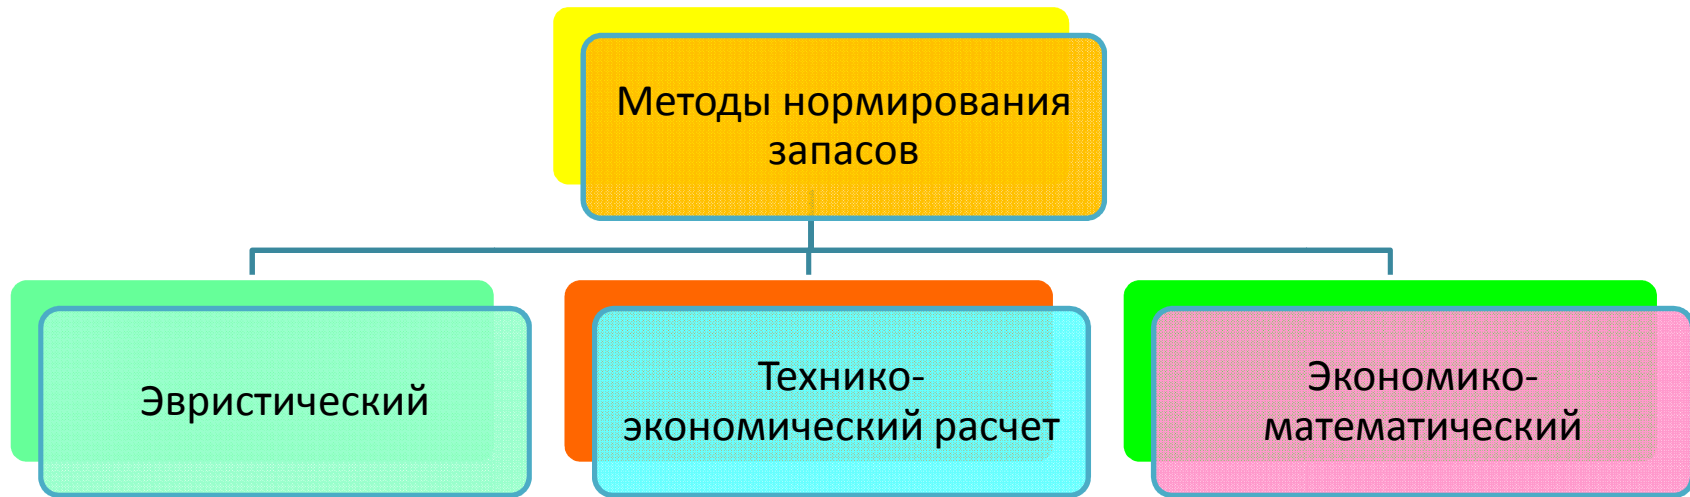 Методы нормирования
запасов
Эвристический
Технико-
экономический расчет
Экономико-
математический